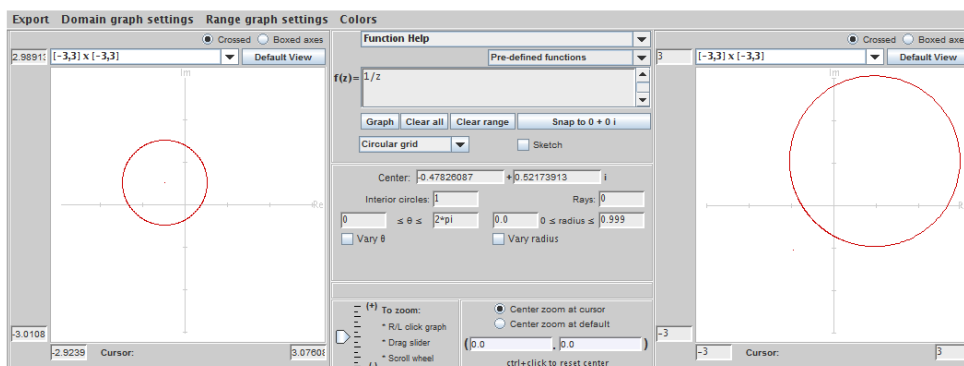 Export Domain graph settings Range graph settings Colors
Crossed Boxed axes
2.9891 [-3,3] x [-3,3] Default View
Im
Re
-3.0108
-2.9239 Cursor: 3.0760
Function Help
Pre-defined functions
f(z)= 1/z
Graph Clear all Clear range Snap to 0 + 0 i
Circular grid Sketch
Center: -0.47826087 + 0.52173913 i
Interior circles: 1 Rays: 0
0 ≤ θ ≤ 2*pi 0.0 0 ≤ radius ≤ 0.999
Vary θ Vary radius
(+) To zoom:
* R/L click graph
* Drag slider
* Scroll wheel
Center zoom at cursor
Center zoom at default
( 0.0 , 0.0 )
ctrl+click to reset center
Crossed Boxed axe
3 [-3,3] x [-3,3] Default View
Im
Re
-3
-3 Cursor: 3